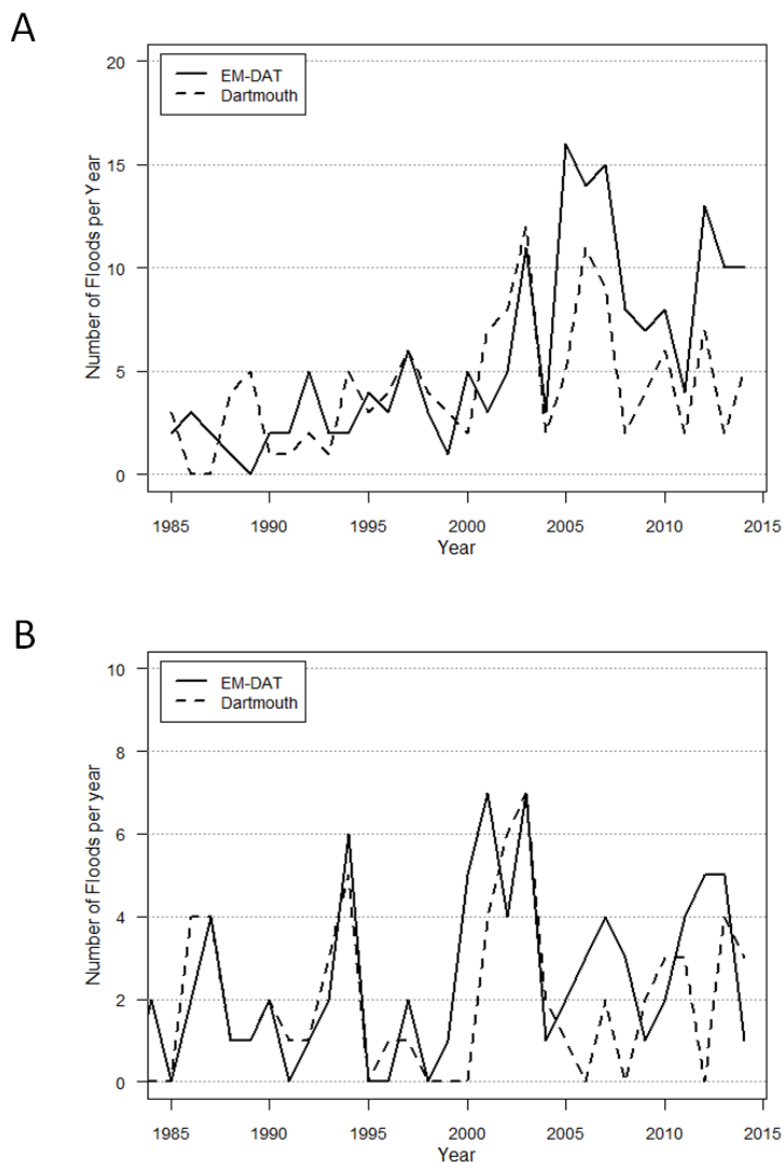 A
EM-DAT
Dartmouth
20
15
10
5
0
Number of Floods per Year
1985 1990 1995 2000 2005 2010 2015
Year
B
EM-DAT
Dartmouth
10
8
6
4
2
0
Number of Floods per year
1985 1990 1995 2000 2005 2010 2015
Year